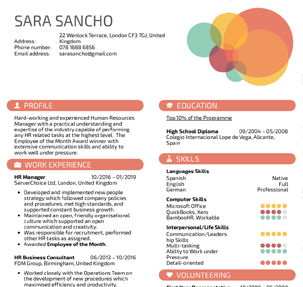 SARA SANCHO
22 Wenlock Terrace, London CF3 7GJ, United
Address: Kingdom
Phone number: 078 1688 6856
Email address: sarasancho@gmail.com
PROFILE
Hard-working and experienced Human Resources
Manager with a practical understanding and
expertise of the industry capable of performing
any HR related tasks at the highest level. The
Employee of the Month Award winner with
extensive communication skills and ability to
work well under pressure.
WORK EXPERIENCE
HR Manager 10/2016 – 01/2019
ServerChoice Ltd, London, United Kingdom
• Developed and implemented new people
strategy which followed company policies
and procedures, met high standards, and
supported constant business growth.
• Maintained an open, friendly organisational
culture which supported an open
communication and creativity.
• Was responsible for recruitment, performed
other HR tasks as assigned.
• Awarded Employee of the Month.
HR Business Consultant 06/2013 – 10/2016
FDM Group, Birmingham, United Kingdom
• Worked closely with the Operations Team on
the development of new procedures which
maximised efficiency and productivity.
EDUCATION
Top 10% of the Programme
High School Diploma 09/2004 – 05/2008
Colegio Internacional Lope de Vega, Alicante,
Spain
SKILLS
Languages Skills
Spanish Native
English Full
German Professional
Computer Skills
Microsoft Office
QuickBooks, Xero
BambooHR, Workable
Interpersonal Skills
Communication/Leaders
hip Skills
Multi-tasking
Ability to Work under
Pressure
Detail-oriented
VOLUNTEERING